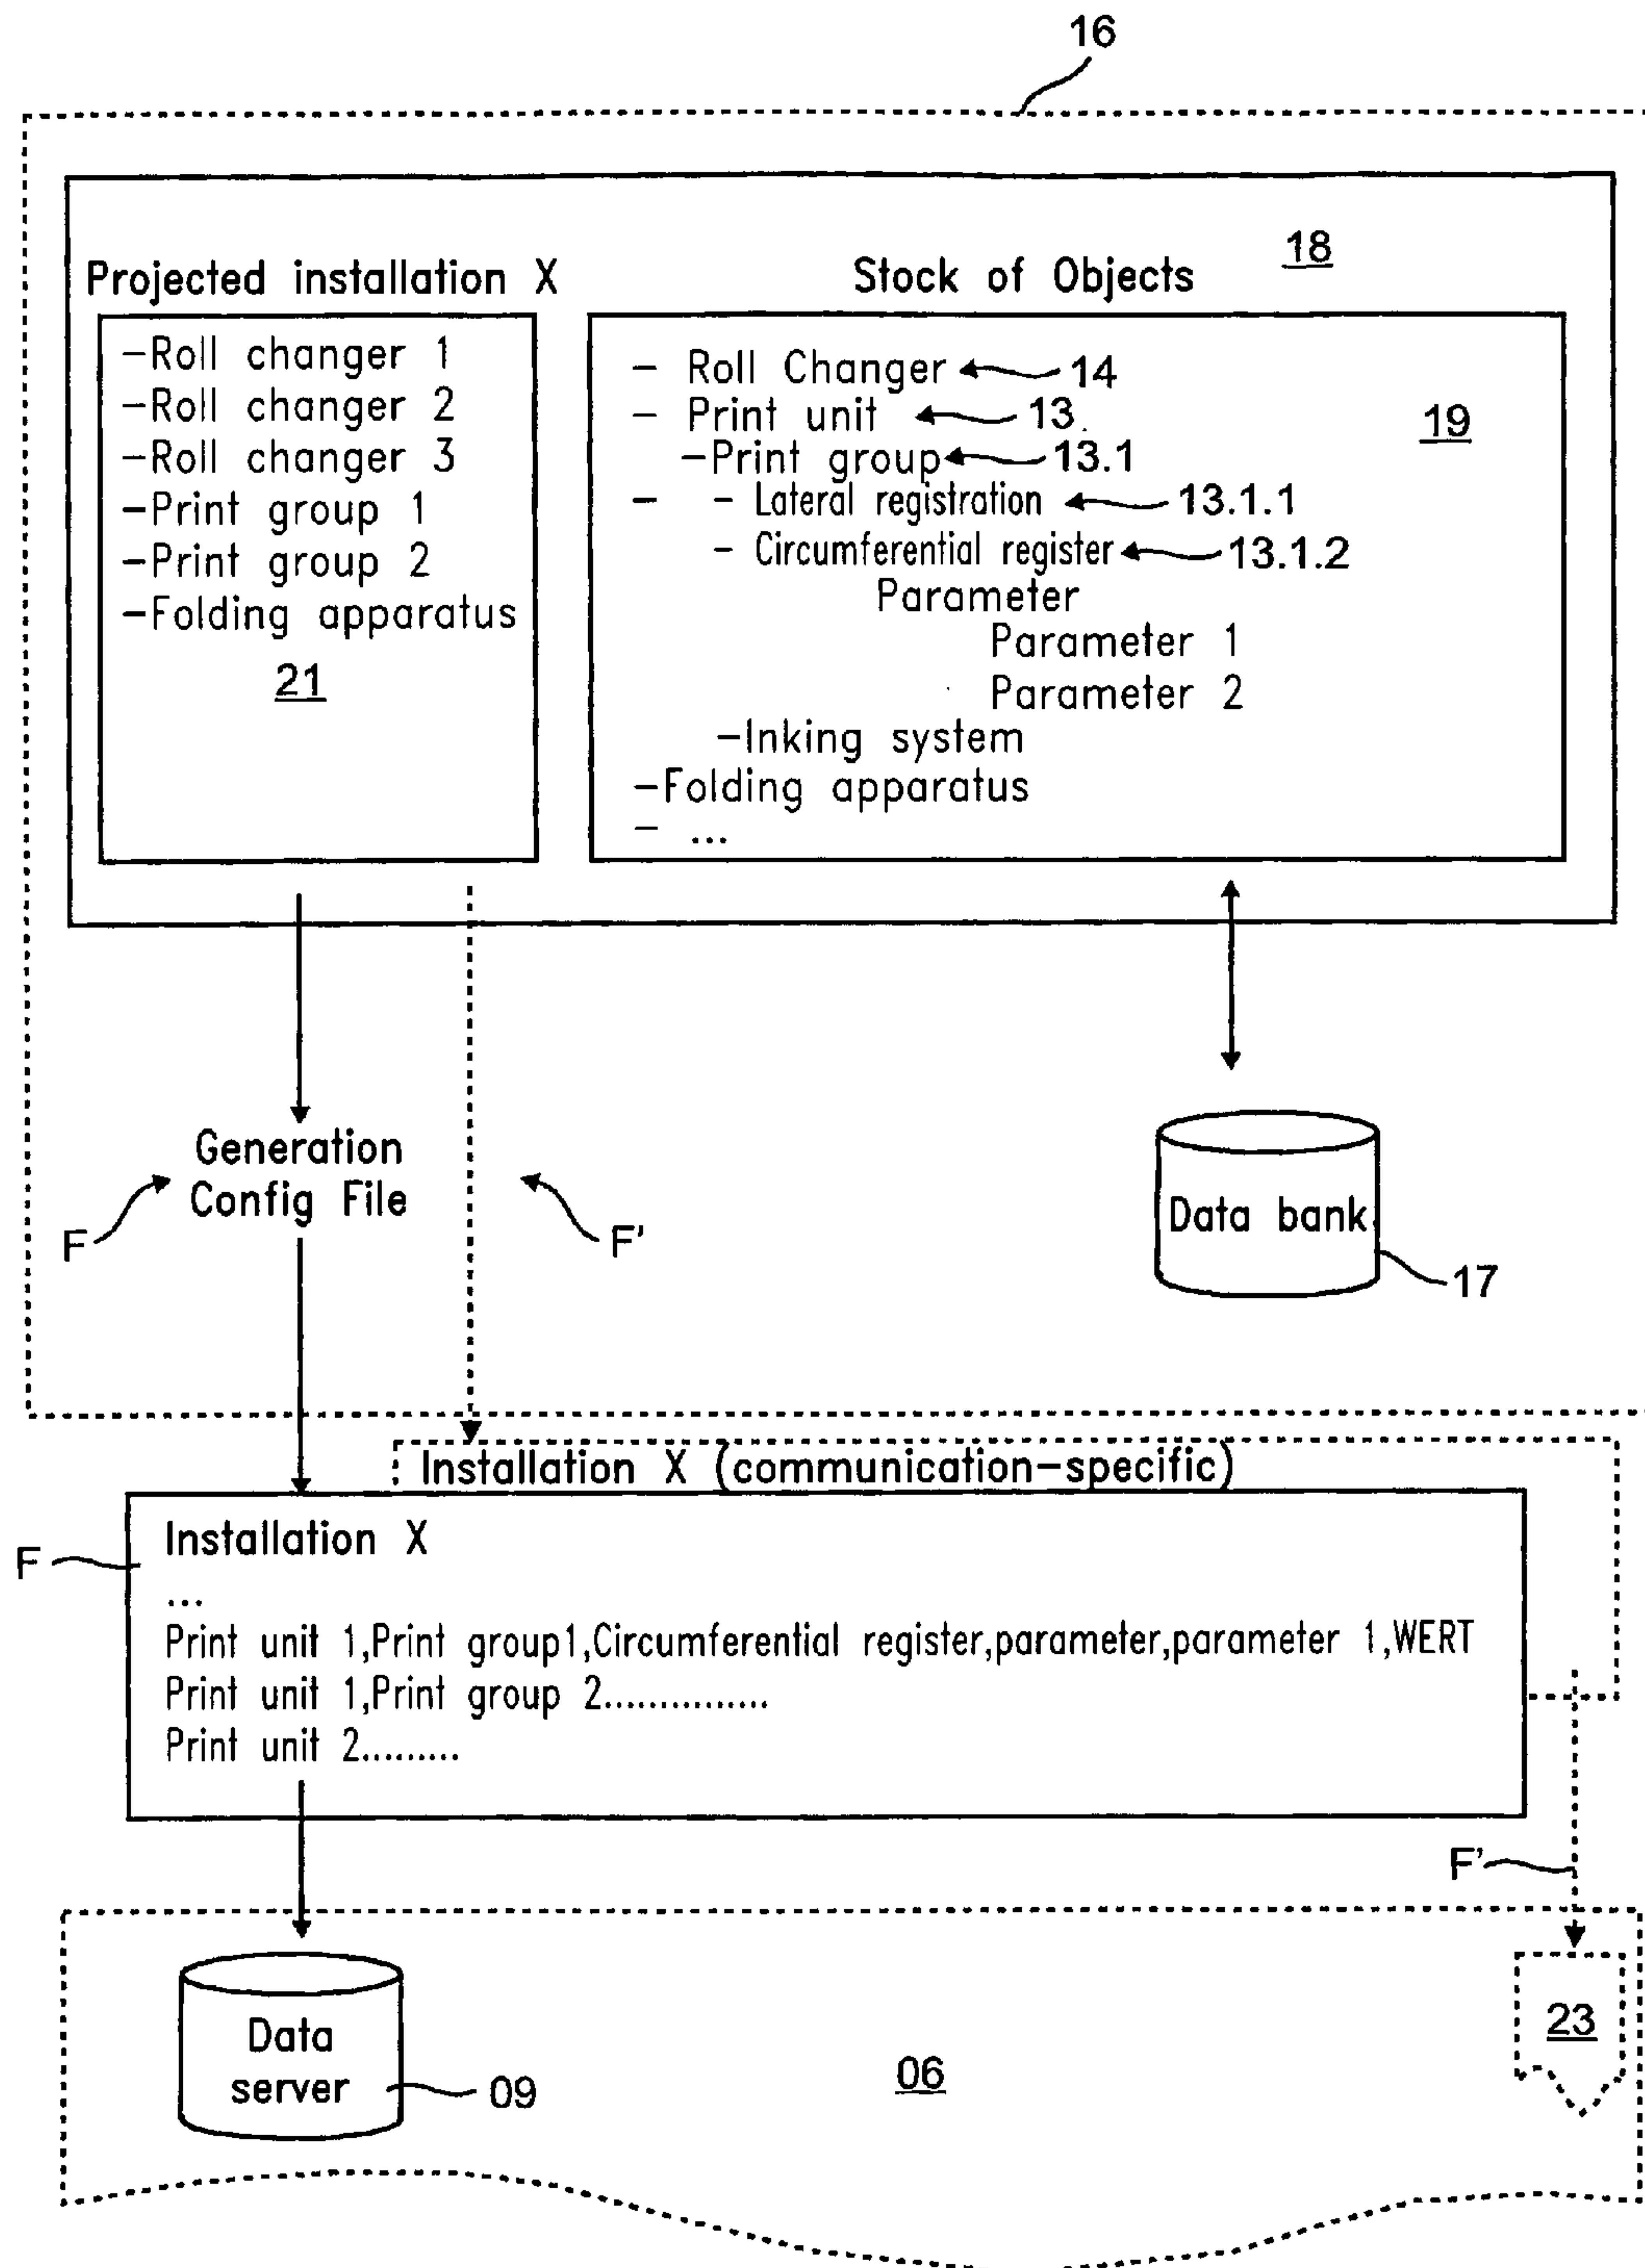 16
18
Projected installation X
Stock of Objects
-Roll changer 1
-Roll changer 2
-Roll changer 3
-Print group 1
-Print group 2
-Folding apparatus
21
- Roll Changer 14
- Print unit 13
-Print group 13.1
- - Lateral registration 13.1.1
- Circumferential register 13.1.2
Parameter
Parameter 1
Parameter 2
-Inking system
-Folding apparatus
- ...
19
Generation
Config File
F
F'
Data bank
17
Installation X (communication-specific)
F
Installation X
...
Print unit 1,Print group1,Circumferential register,parameter,parameter 1,WERT
Print unit 1,Print group 2...............
Print unit 2.........
F'
Data
server
09
06
23